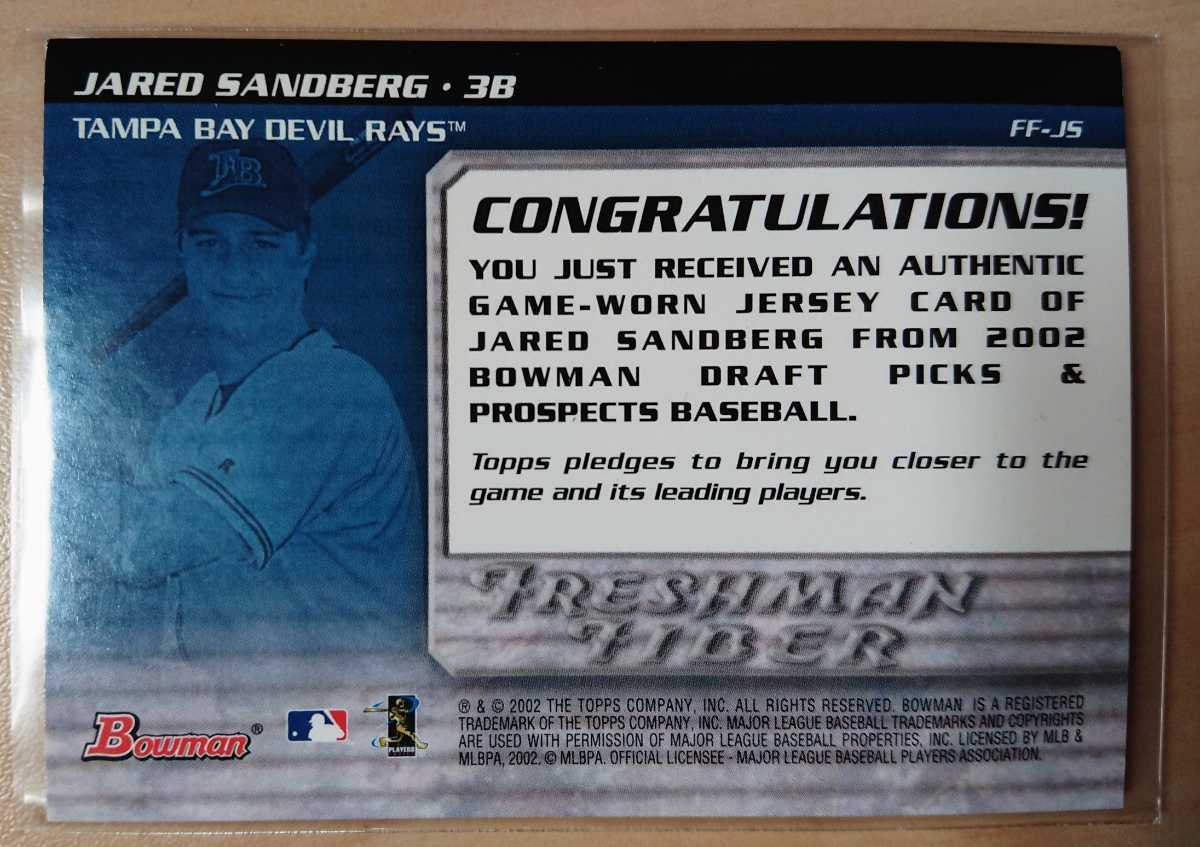 JARED SANDBERG • 3B
TAMPA BAY DEVIL RAYS™
FF-JS
TB
CONGRATULATIONS!
YOU JUST RECEIVED AN AUTHENTIC
GAME-WORN JERSEY CARD OF
JARED SANDBERG FROM 2002
BOWMAN DRAFT PICKS &
PROSPECTS BASEBALL.
Topps pledges to bring you closer to the
game and its leading players.
FRESHMAN
FIBER
Bowman®
PLAYERS
® & © 2002 THE TOPPS COMPANY, INC. ALL RIGHTS RESERVED. BOWMAN IS A REGISTERED
TRADEMARK OF THE TOPPS COMPANY, INC. MAJOR LEAGUE BASEBALL TRADEMARKS AND COPYRIGHTS
ARE USED WITH PERMISSION OF MAJOR LEAGUE BASEBALL PROPERTIES, INC. LICENSED BY MLB &
MLBPA, 2002. © MLBPA. OFFICIAL LICENSEE - MAJOR LEAGUE BASEBALL PLAYERS ASSOCIATION.